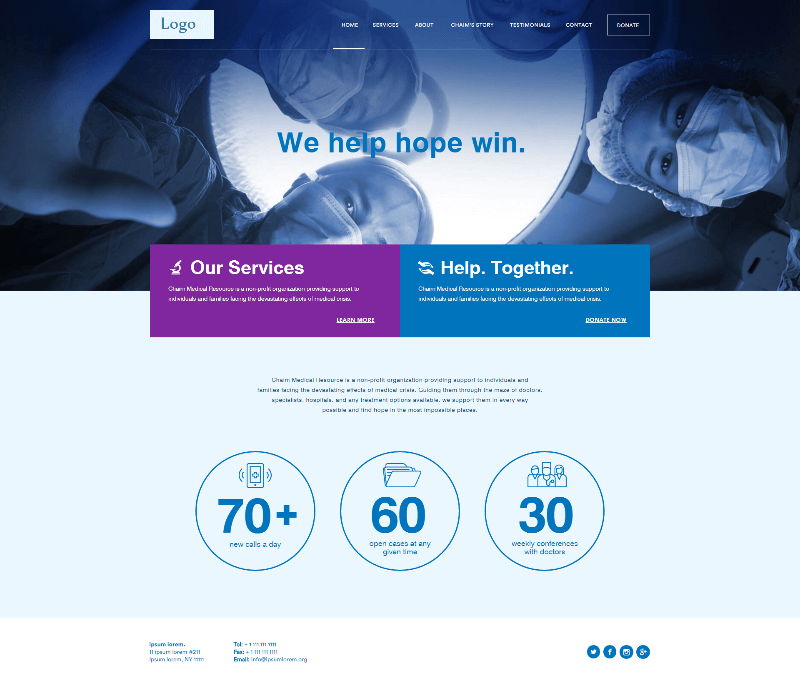 Logo
HOME SERVICES ABOUT CHAIM'S STORY TESTIMONIALS CONTACT DONATE
We help hope win.
Our Services
Chaim Medical Resource is a non-profit organization providing support to
individuals and families facing the devastating effects of medical crisis.
LEARN MORE
Help. Together.
Chaim Medical Resource is a non-profit organization providing support to
individuals and families facing the devastating effects of medical crisis.
DONATE NOW
Chaim Medical Resource is a non-profit organization providing support to individuals and
families facing the devastating effects of medical crisis. Guiding them through the maze of doctors,
specialists, hospitals, and any treatment options available, we support them in every way
possible and find hope in the most impossible places.
70+
new calls a day
60
open cases at any
given time
30
weekly conferences
with doctors
Ipsum lorem.
11 Ipsum lorem #211
Ipsum lorem, NY 11111
Tel: + 1 111 111 1111
Fax: + 1 111 111 1111
Email: info@ipsumlorem.org